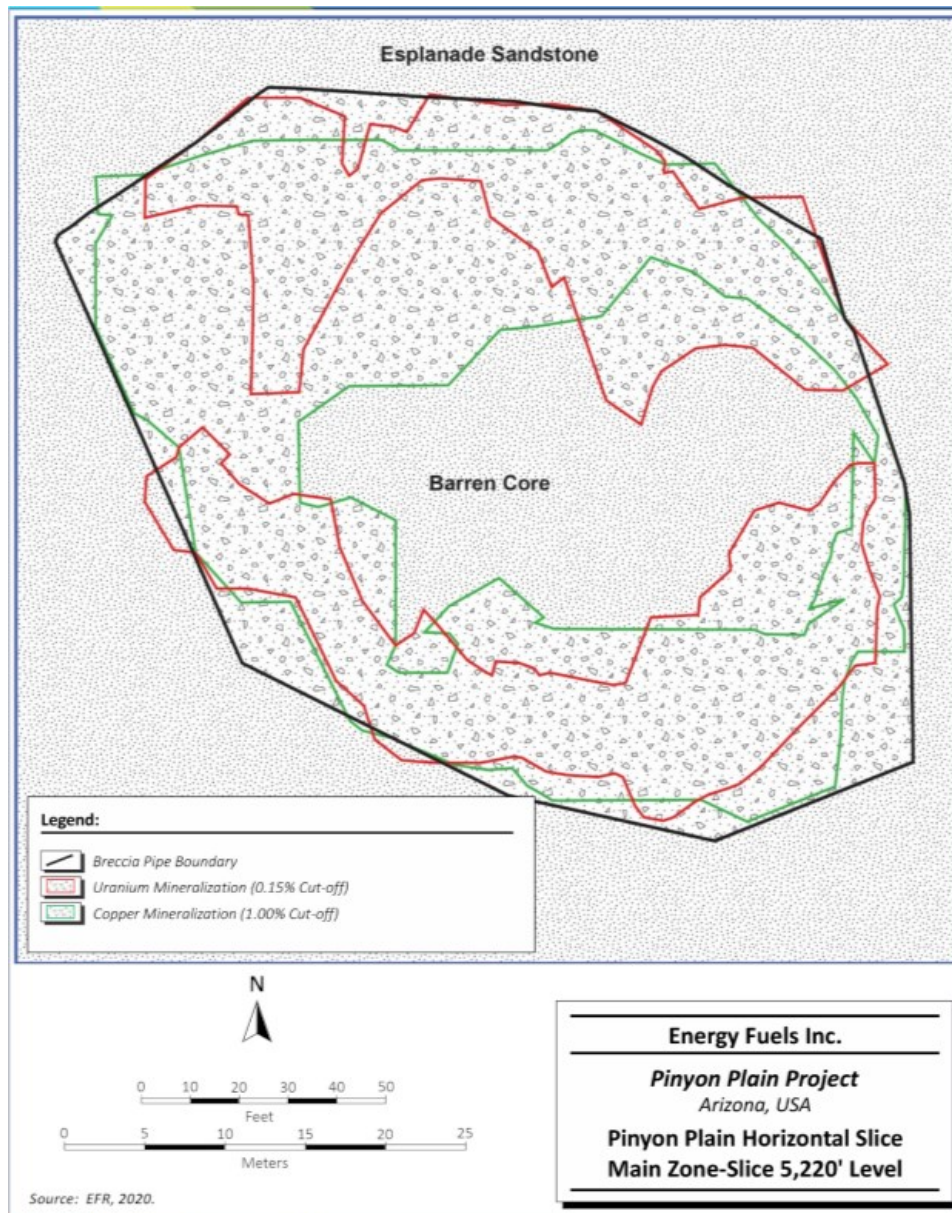 Esplanade Sandstone
Barren Core
Legend:
Breccia Pipe Boundary
Uranium Mineralization (0.15% Cut-off)
Copper Mineralization (1.00% Cut-off)
N
0 10 20 30 40 50
Feet
0 5 10 15 20 25
Meters
Source: EFR, 2020.
Energy Fuels Inc.
Pinyon Plain Project
Arizona, USA
Pinyon Plain Horizontal Slice
Main Zone-Slice 5,220' Level